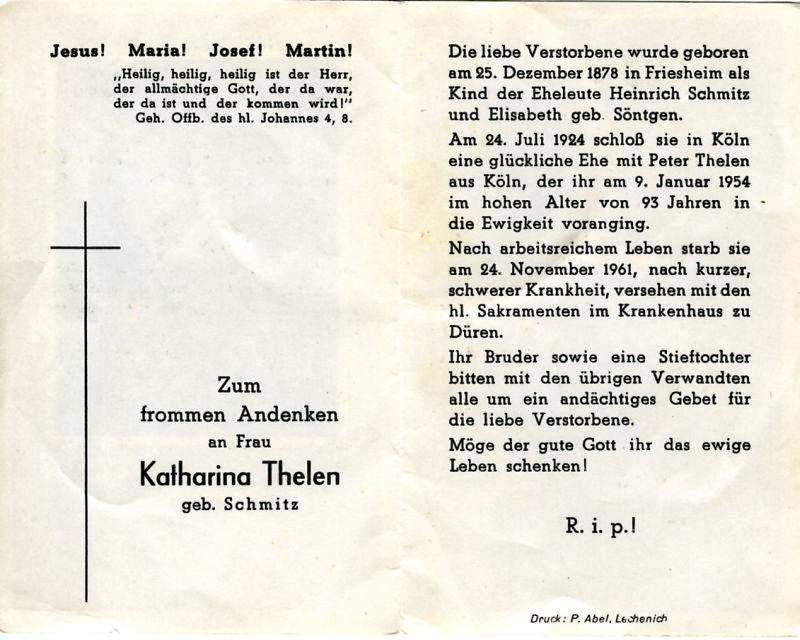 Jesus! Maria! Josef! Martin!
„Heilig, heilig, heilig ist der Herr,
der allmächtige Gott, der da war,
der da ist und der kommen wird!"
Geh. Offb. des hl. Johannes 4, 8.
Zum
frommen Andenken
an Frau
Katharina Thelen
geb. Schmitz
Die liebe Verstorbene wurde geboren
am 25. Dezember 1878 in Friesheim als
Kind der Eheleute Heinrich Schmitz
und Elisabeth geb. Söntgen.
Am 24. Juli 1924 schloß sie in Köln
eine glückliche Ehe mit Peter Thelen
aus Köln, der ihr am 9. Januar 1954
im hohen Alter von 93 Jahren in
die Ewigkeit voranging.
Nach arbeitsreichem Leben starb sie
am 24. November 1961, nach kurzer,
schwerer Krankheit, versehen mit den
hl. Sakramenten im Krankenhaus zu
Düren.
Ihr Bruder sowie eine Stieftochter
bitten mit den übrigen Verwandten
alle um ein andächtiges Gebet für
die liebe Verstorbene.
Möge der gute Gott ihr das ewige
Leben schenken!
R. i. p.!
Druck: P. Abel, Lechenich